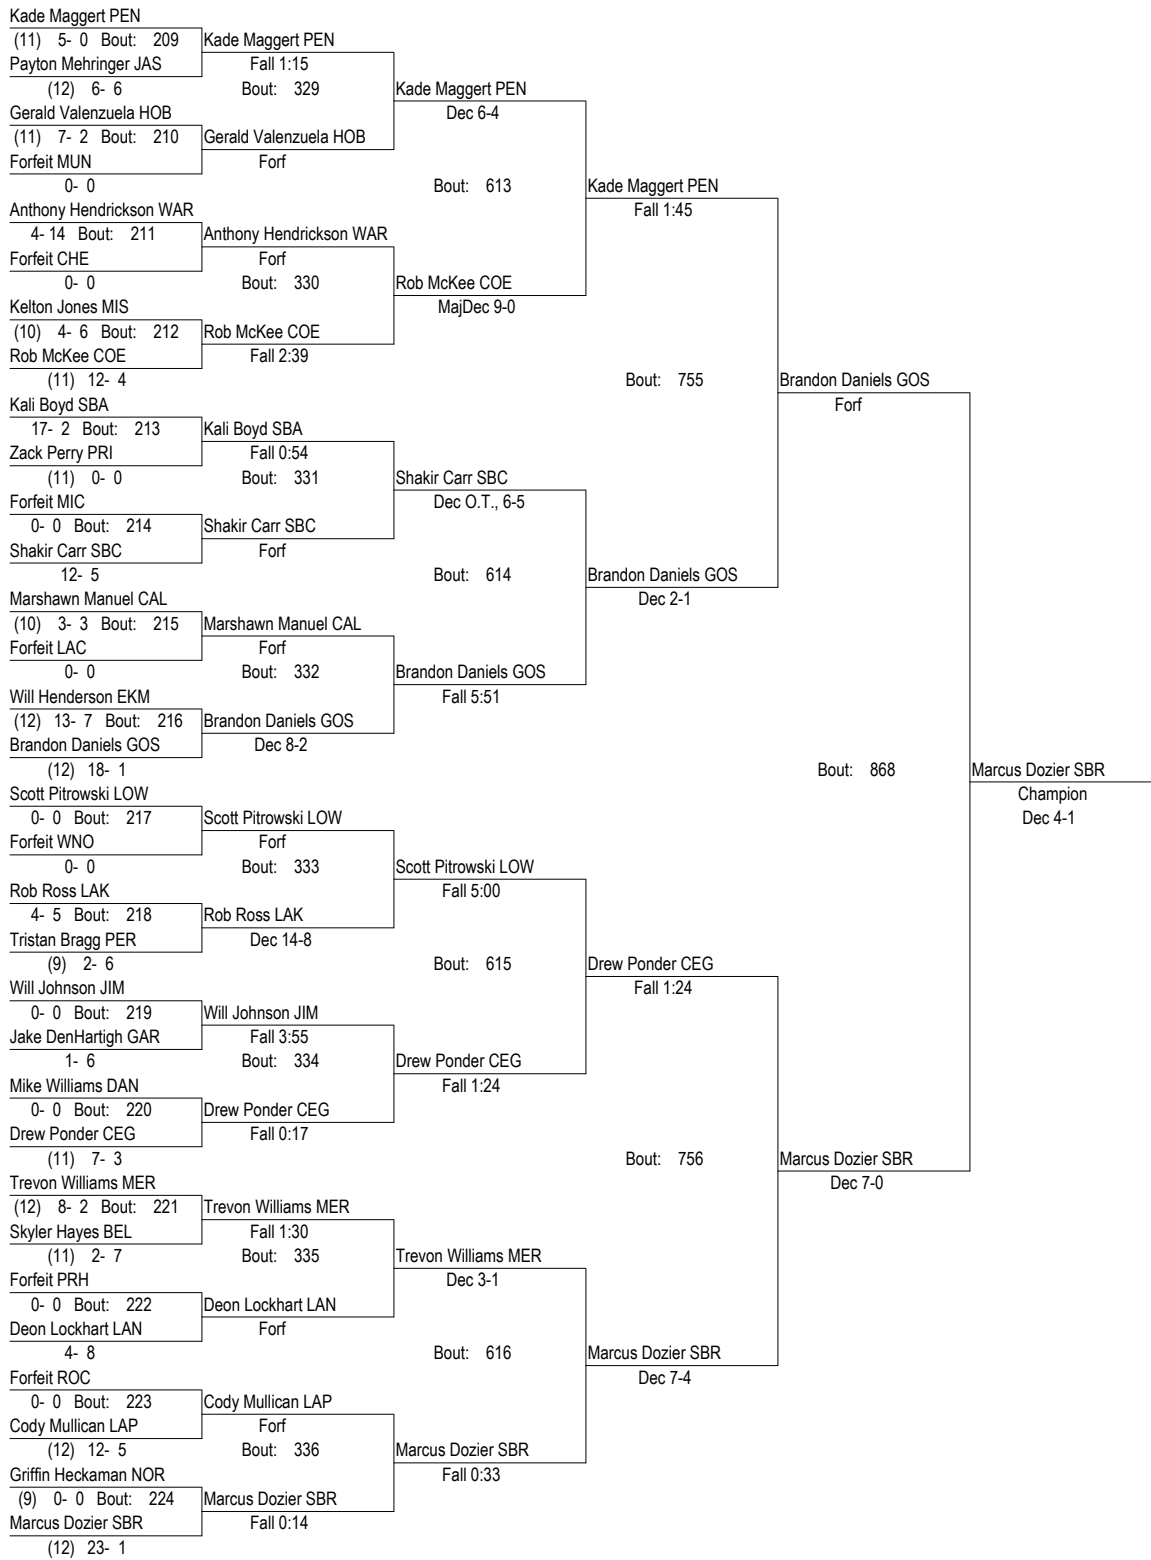 Kade Maggert PEN
(11) 5- 0 Bout: 209 Kade Maggert PEN
Payton Mehringer JAS Fall 1:15
(12) 6- 6 Bout: 329 Kade Maggert PEN
Gerald Valenzuela HOB Dec 6-4
(11) 7- 2 Bout: 210 Gerald Valenzuela HOB
Forfeit MUN Forf
0- 0 Bout: 613 Kade Maggert PEN
Anthony Hendrickson WAR Fall 1:45
4- 14 Bout: 211 Anthony Hendrickson WAR
Forfeit CHE Forf
0- 0 Bout: 330 Rob McKee COE
Kelton Jones MIS MajDec 9-0
(10) 4- 6 Bout: 212 Rob McKee COE
Rob McKee COE Fall 2:39
(11) 12- 4 Bout: 755 Brandon Daniels GOS
Kali Boyd SBA Forf
17- 2 Bout: 213 Kali Boyd SBA
Zack Perry PRI Fall 0:54
(11) 0- 0 Bout: 331 Shakir Carr SBC
Forfeit MIC Dec O.T., 6-5
0- 0 Bout: 214 Shakir Carr SBC
Shakir Carr SBC Forf
12- 5 Bout: 614 Brandon Daniels GOS
Marshawn Manuel CAL Dec 2-1
(10) 3- 3 Bout: 215 Marshawn Manuel CAL
Forfeit LAC Forf
0- 0 Bout: 332 Brandon Daniels GOS
Will Henderson EKM Fall 5:51
(12) 13- 7 Bout: 216 Brandon Daniels GOS
Brandon Daniels GOS Dec 8-2
(12) 18- 1 Bout: 868 Marcus Dozier SBR
Scott Pitrowski LOW Champion
0- 0 Bout: 217 Scott Pitrowski LOW Dec 4-1
Forfeit WNO Forf
0- 0 Bout: 333 Scott Pitrowski LOW
Rob Ross LAK Fall 5:00
4- 5 Bout: 218 Rob Ross LAK
Tristan Bragg PER Dec 14-8
(9) 2- 6 Bout: 615 Drew Ponder CEG
Will Johnson JIM Fall 1:24
0- 0 Bout: 219 Will Johnson JIM
Jake DenHartigh GAR Fall 3:55
1- 6 Bout: 334 Drew Ponder CEG
Mike Williams DAN Fall 1:24
0- 0 Bout: 220 Drew Ponder CEG
Drew Ponder CEG Fall 0:17
(11) 7- 3 Bout: 756 Marcus Dozier SBR
Trevon Williams MER Dec 7-0
(12) 8- 2 Bout: 221 Trevon Williams MER
Skyler Hayes BEL Fall 1:30
(11) 2- 7 Bout: 335 Trevon Williams MER
Forfeit PRH Dec 3-1
0- 0 Bout: 222 Deon Lockhart LAN
Deon Lockhart LAN Forf
4- 8 Bout: 616 Marcus Dozier SBR
Forfeit ROC Dec 7-4
0- 0 Bout: 223 Cody Mullican LAP
Cody Mullican LAP Forf
(12) 12- 5 Bout: 336 Marcus Dozier SBR
Griffin Heckaman NOR Fall 0:33
(9) 0- 0 Bout: 224 Marcus Dozier SBR
Marcus Dozier SBR Fall 0:14
(12) 23- 1